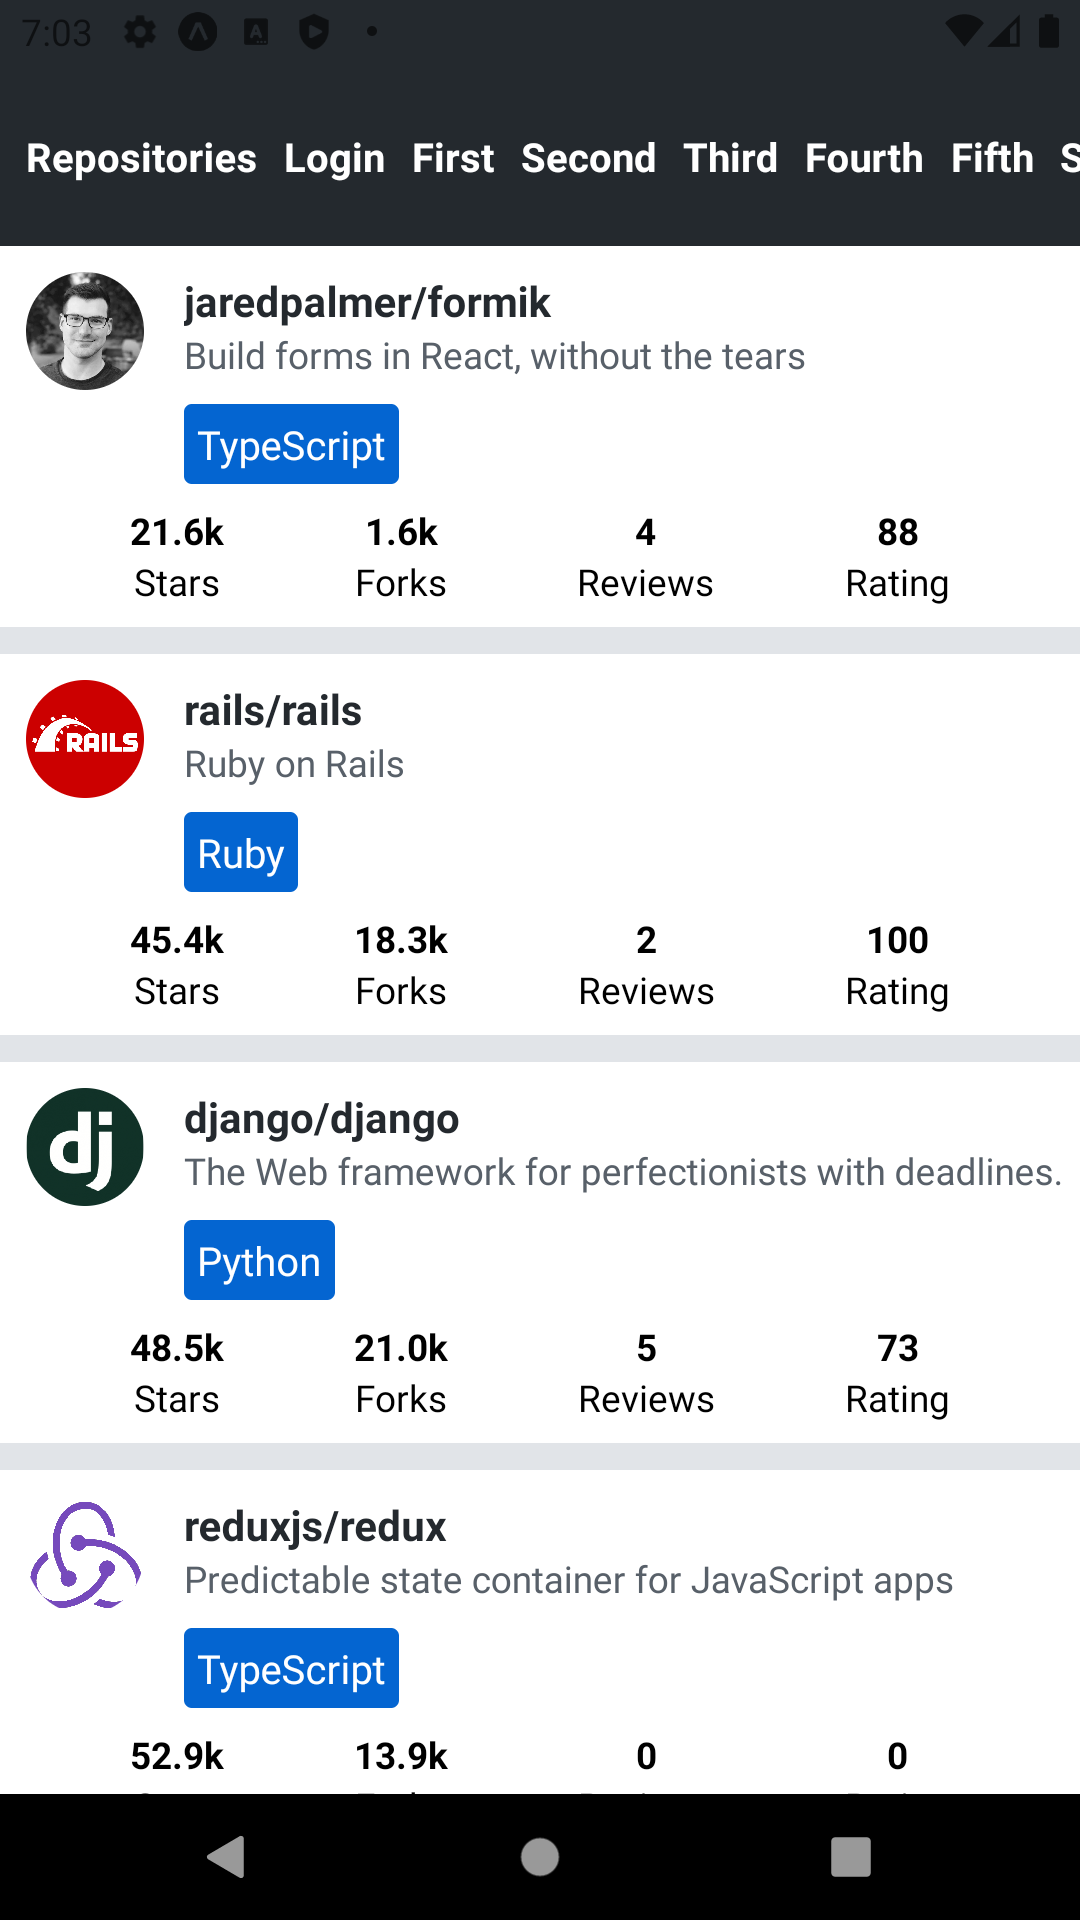 7:03
Repositories Login First Second Third Fourth Fifth S
jaredpalmer/formik
Build forms in React, without the tears
TypeScript
21.6k 1.6k 4 88
Stars Forks Reviews Rating
RAILS
rails/rails
Ruby on Rails
Ruby
45.4k 18.3k 2 100
Stars Forks Reviews Rating
dj
django/django
The Web framework for perfectionists with deadlines.
Python
48.5k 21.0k 5 73
Stars Forks Reviews Rating
reduxjs/redux
Predictable state container for JavaScript apps
TypeScript
52.9k 13.9k 0 0